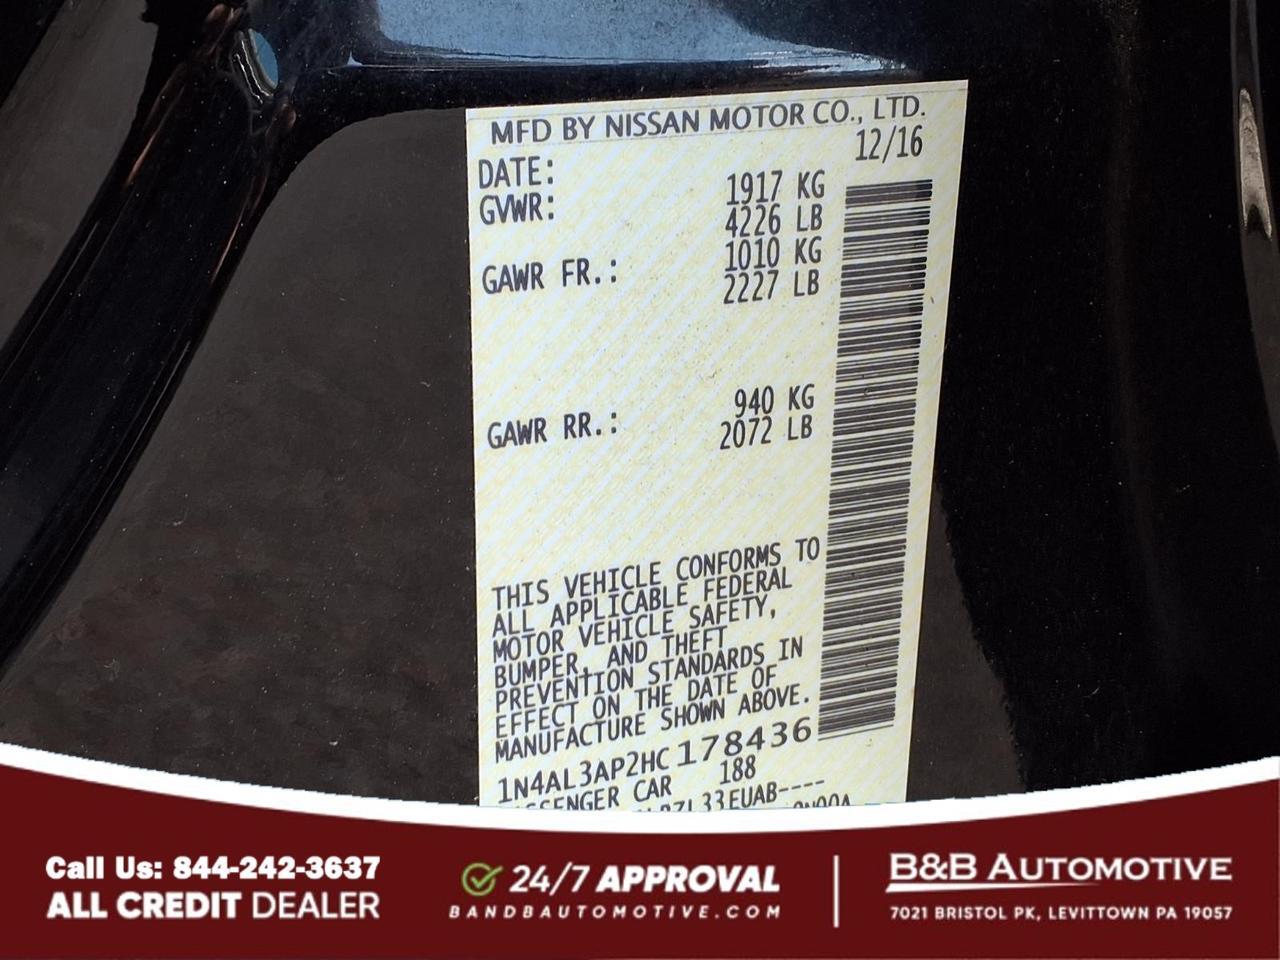 MFD BY NISSAN MOTOR CO., LTD.
DATE: 12/16
GVWR: 1917 KG
4226 LB
GAWR FR.: 1010 KG
2227 LB
GAWR RR.: 940 KG
2072 LB
THIS VEHICLE CONFORMS TO
ALL APPLICABLE FEDERAL
MOTOR VEHICLE SAFETY,
BUMPER, AND THEFT
PREVENTION STANDARDS IN
EFFECT ON THE DATE OF
MANUFACTURE SHOWN ABOVE.
1N4AL3AP2HC178436
CAR 188
Call Us: 844-242-3637
ALL CREDIT DEALER
24/7 APPROVAL
BANDBAUTOMOTIVE.COM
B&B AUTOMOTIVE
7021 BRISTOL PK, LEVITTOWN PA 19057